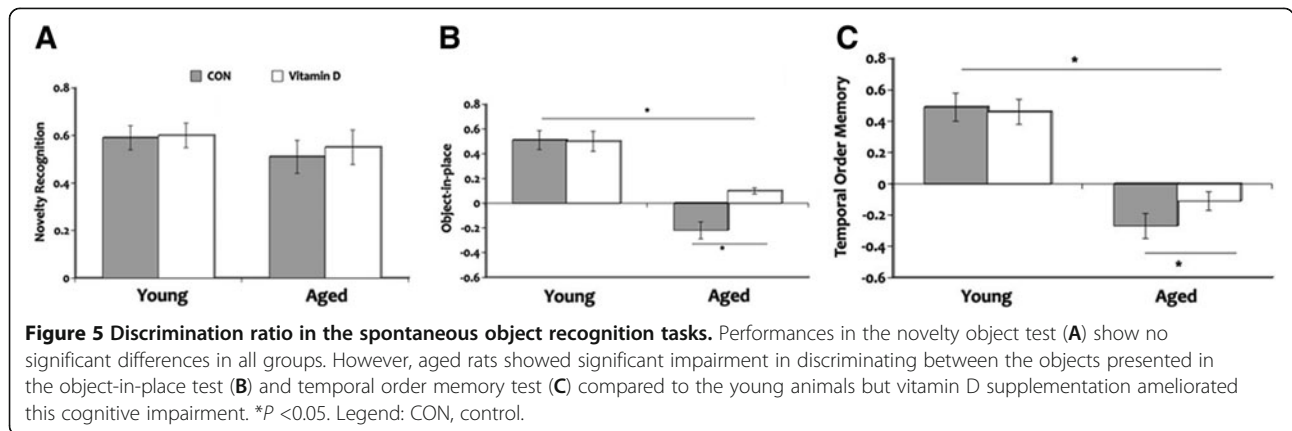 A
CON Vitamin D
Novelty Recognition
0.8
0.6
0.4
0.2
0
Young Aged
B
Object-in-place
0.8
0.6
0.4
0.2
0
-0.2
-0.4
-0.6
*
*
Young Aged
C
Temporal Order Memory
0.8
0.6
0.4
0.2
0
-0.2
-0.4
-0.6
*
*
Young Aged
Figure 5 Discrimination ratio in the spontaneous object recognition tasks. Performances in the novelty object test (A) show no
significant differences in all groups. However, aged rats showed significant impairment in discriminating between the objects presented in
the object-in-place test (B) and temporal order memory test (C) compared to the young animals but vitamin D supplementation ameliorated
this cognitive impairment. *P <0.05. Legend: CON, control.